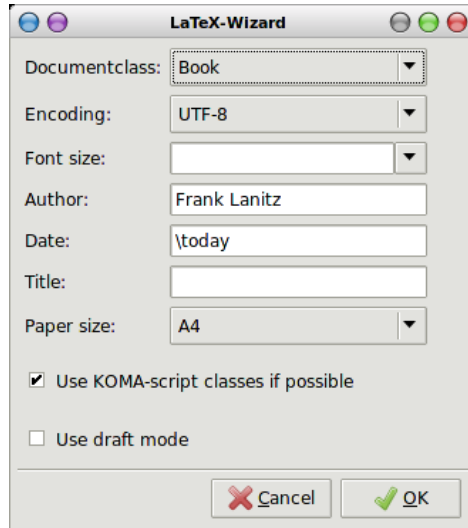 LaTeX-Wizard
Documentclass: Book
Encoding: UTF-8
Font size:
Author: Frank Lanitz
Date: \today
Title:
Paper size: A4
Use KOMA-script classes if possible
Use draft mode
Cancel OK